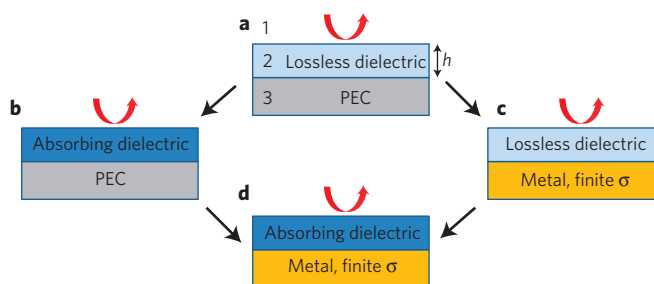 a 1
2 Lossless dielectric h
3 PEC
b
Absorbing dielectric
PEC
c
Lossless dielectric
Metal, finite σ
d
Absorbing dielectric
Metal, finite σ